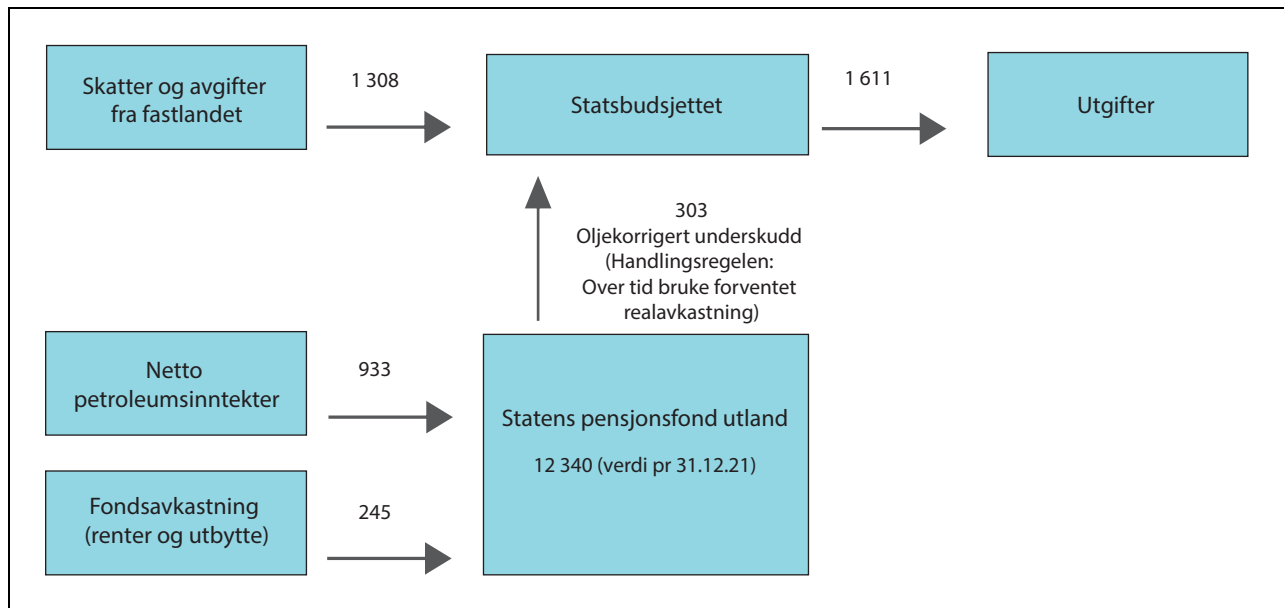 Skatter og avgifter
fra fastlandet
1 308
Statsbudsjettet
1 611
Utgifter
303
Oljekorrigert underskudd
(Handlingsregelen:
Over tid bruke forventet
realavkastning)
Netto
petroleumsinntekter
933
Statens pensjonsfond utland
12 340 (verdi pr 31.12.21)
Fondsavkastning
(renter og utbytte)
245